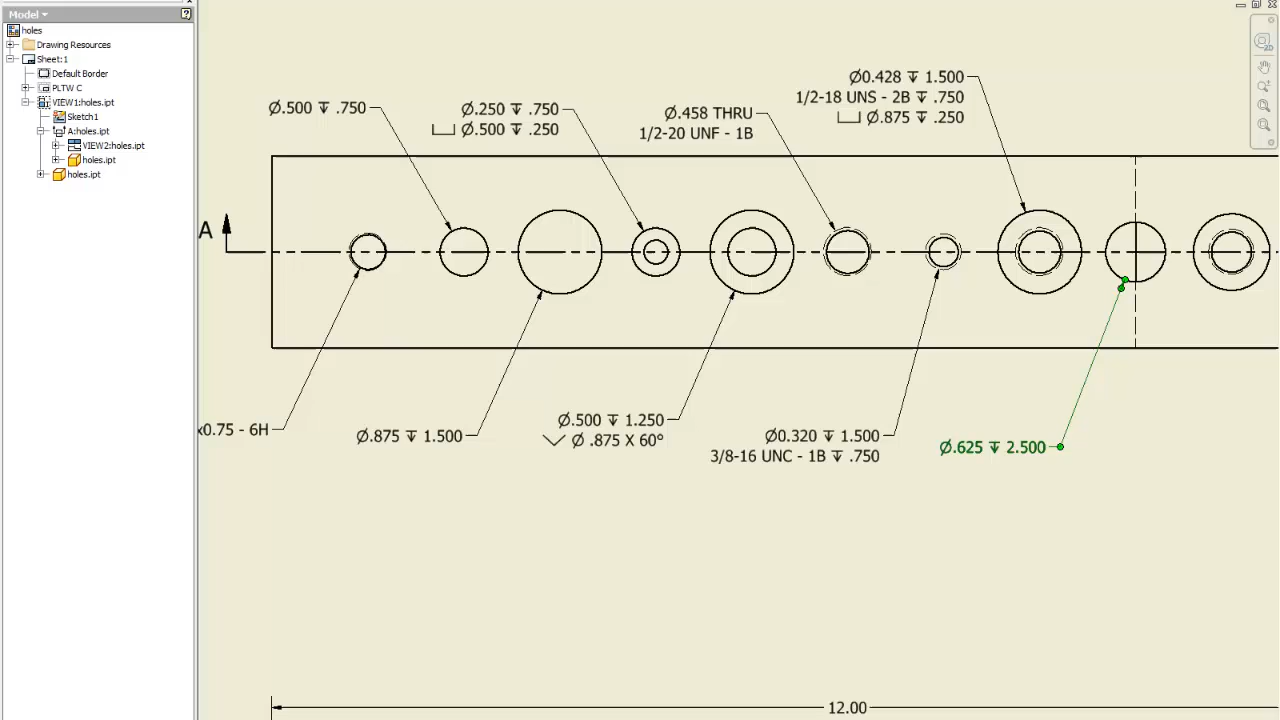 Model
holes
Drawing Resources
Sheet:1
Default Border
PLTW C
VIEW1:holes.ipt
Sketch1
A:holes.ipt
VIEW2:holes.ipt
holes.ipt
holes.ipt
Ø.500 ↧ .750
Ø.250 ↧ .750
⌴ Ø.500 ↧ .250
Ø.458 THRU
1/2-20 UNF - 1B
Ø0.428 ↧ 1.500
1/2-18 UNS - 2B ↧ .750
⌴ Ø.875 ↧ .250
A
x0.75 - 6H
Ø.875 ↧ 1.500
Ø.500 ↧ 1.250
⌵ Ø .875 X 60°
Ø0.320 ↧ 1.500
3/8-16 UNC - 1B ↧ .750
Ø.625 ↧ 2.500
12.00